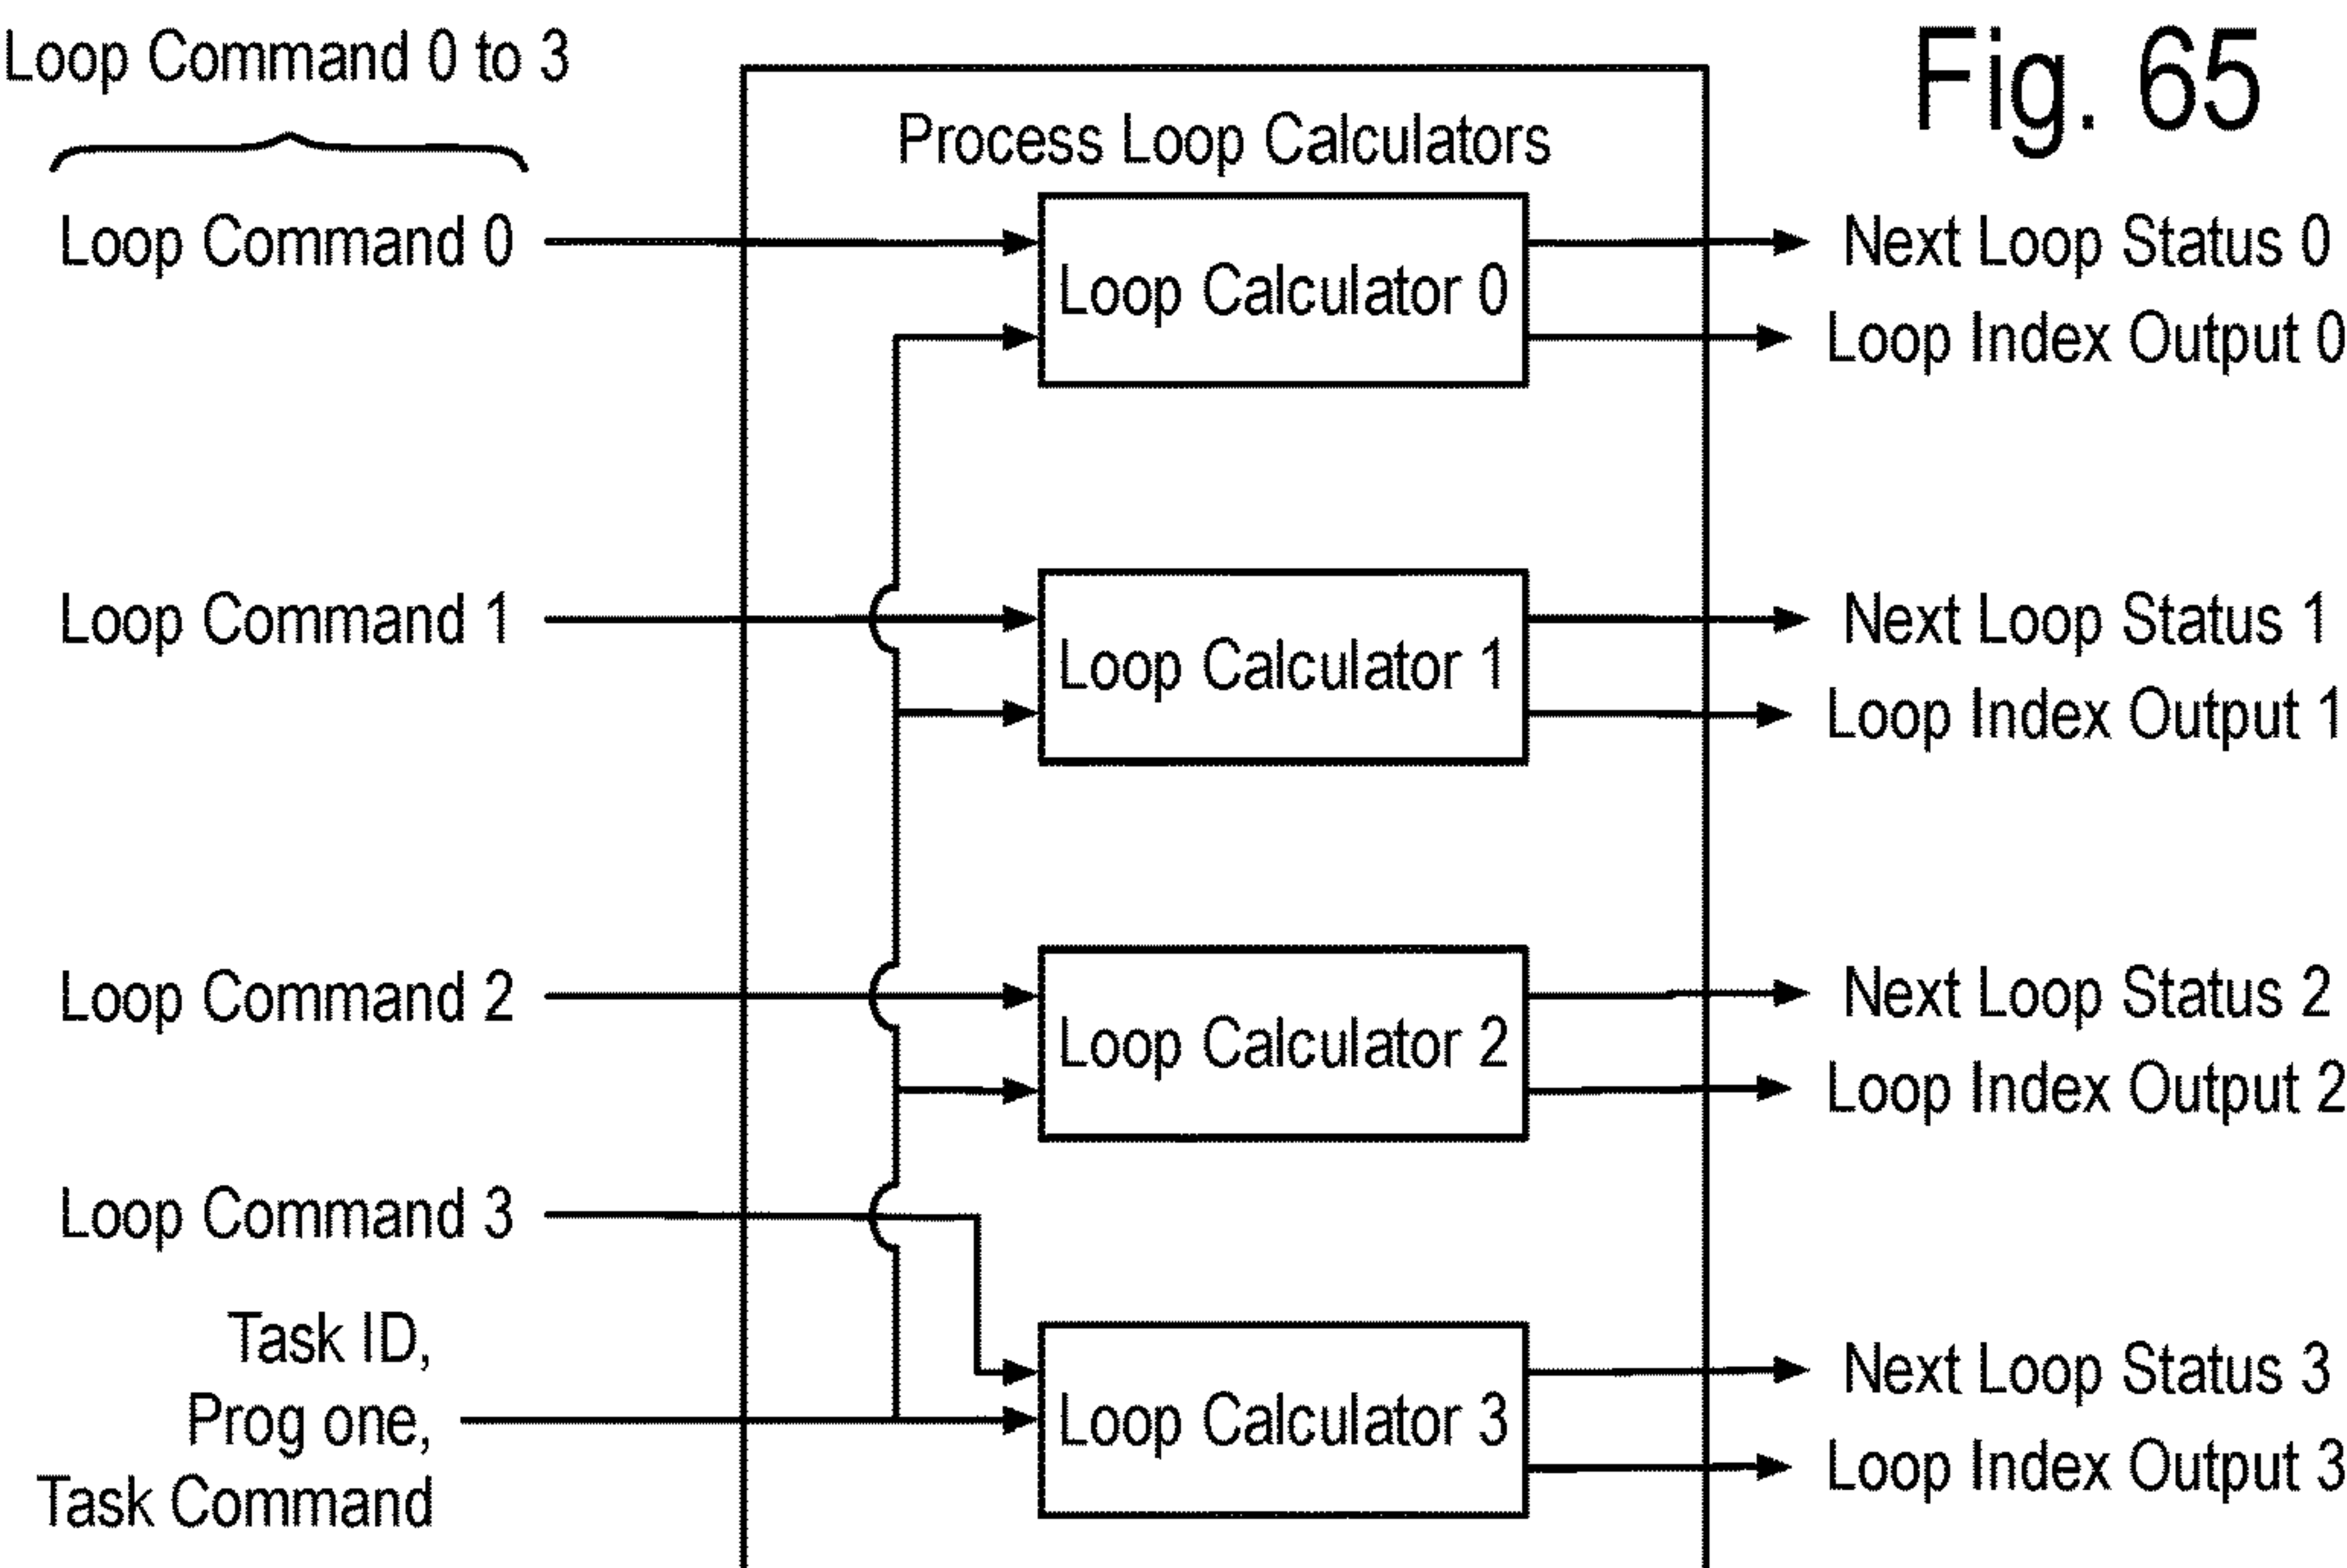 Loop Command 0 to 3
Fig. 65
Process Loop Calculators
Loop Command 0
Loop Calculator 0
Next Loop Status 0
Loop Index Output 0
Loop Command 1
Loop Calculator 1
Next Loop Status 1
Loop Index Output 1
Loop Command 2
Loop Calculator 2
Next Loop Status 2
Loop Index Output 2
Loop Command 3
Task ID,
Prog one,
Task Command
Loop Calculator 3
Next Loop Status 3
Loop Index Output 3